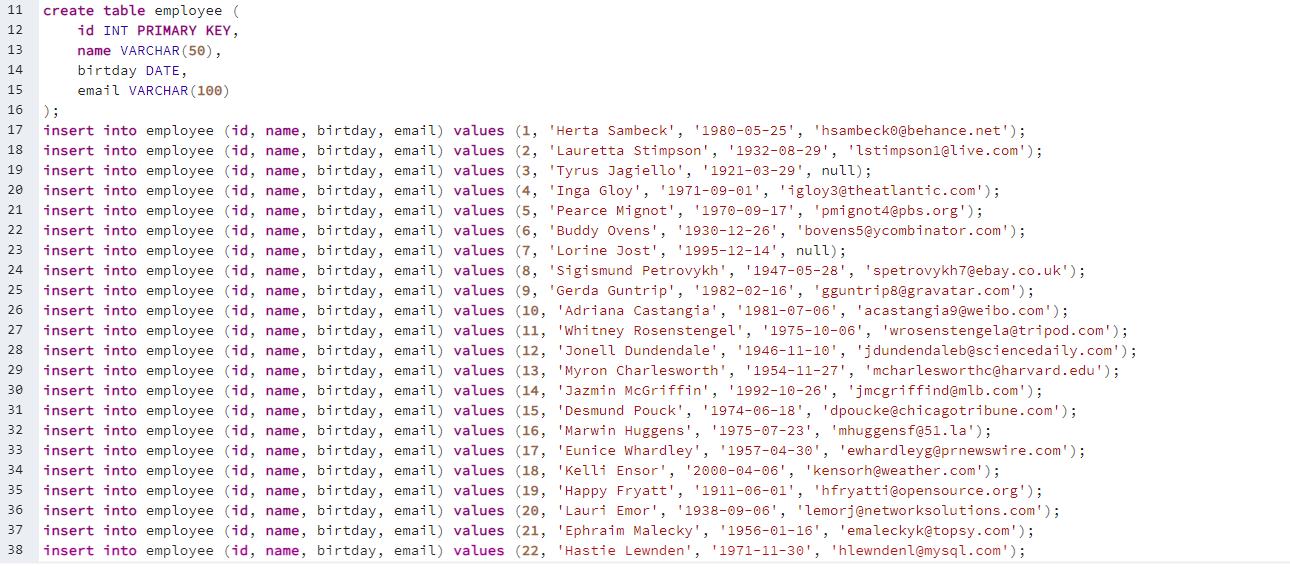 11 create table employee (
12 id INT PRIMARY KEY,
13 name VARCHAR(50),
14 birtday DATE,
15 email VARCHAR(100)
16 );
17 insert into employee (id, name, birtday, email) values (1, 'Herta Sambeck', '1980-05-25', 'hsambeck0@behance.net');
18 insert into employee (id, name, birtday, email) values (2, 'Lauretta Stimpson', '1932-08-29', 'lstimpson1@live.com');
19 insert into employee (id, name, birtday, email) values (3, 'Tyrus Jagiello', '1921-03-29', null);
20 insert into employee (id, name, birtday, email) values (4, 'Inga Gloy', '1971-09-01', 'igloy3@theatlantic.com');
21 insert into employee (id, name, birtday, email) values (5, 'Pearce Mignot', '1970-09-17', 'pmignot4@pbs.org');
22 insert into employee (id, name, birtday, email) values (6, 'Buddy Ovens', '1930-12-26', 'bovens5@ycombinator.com');
23 insert into employee (id, name, birtday, email) values (7, 'Lorine Jost', '1995-12-14', null);
24 insert into employee (id, name, birtday, email) values (8, 'Sigismund Petrovykh', '1947-05-28', 'spetrovykh7@ebay.co.uk');
25 insert into employee (id, name, birtday, email) values (9, 'Gerda Guntrip', '1982-02-16', 'gguntrip8@gravatar.com');
26 insert into employee (id, name, birtday, email) values (10, 'Adriana Castangia', '1981-07-06', 'acastangia9@weibo.com');
27 insert into employee (id, name, birtday, email) values (11, 'Whitney Rosenstengel', '1975-10-06', 'wrosenstengela@tripod.com');
28 insert into employee (id, name, birtday, email) values (12, 'Jonell Dundendale', '1946-11-10', 'jdundendaleb@sciencedaily.com');
29 insert into employee (id, name, birtday, email) values (13, 'Myron Charlesworth', '1954-11-27', 'mcharlesworthc@harvard.edu');
30 insert into employee (id, name, birtday, email) values (14, 'Jazmin McGriffin', '1992-10-26', 'jmcgriffind@mlb.com');
31 insert into employee (id, name, birtday, email) values (15, 'Desmund Pouck', '1974-06-18', 'dpoucke@chicagotribune.com');
32 insert into employee (id, name, birtday, email) values (16, 'Marwin Huggens', '1975-07-23', 'mhuggensf@51.la');
33 insert into employee (id, name, birtday, email) values (17, 'Eunice Whardley', '1957-04-30', 'ewhardleyg@prnewswire.com');
34 insert into employee (id, name, birtday, email) values (18, 'Kelli Ensor', '2000-04-06', 'kensorh@weather.com');
35 insert into employee (id, name, birtday, email) values (19, 'Happy Fryatt', '1911-06-01', 'hfryatti@opensource.org');
36 insert into employee (id, name, birtday, email) values (20, 'Lauri Emor', '1938-09-06', 'lemorj@networksolutions.com');
37 insert into employee (id, name, birtday, email) values (21, 'Ephraim Malecky', '1956-01-16', 'emaleckyk@topsy.com');
38 insert into employee (id, name, birtday, email) values (22, 'Hastie Lewnden', '1971-11-30', 'hlewndenl@mysql.com');